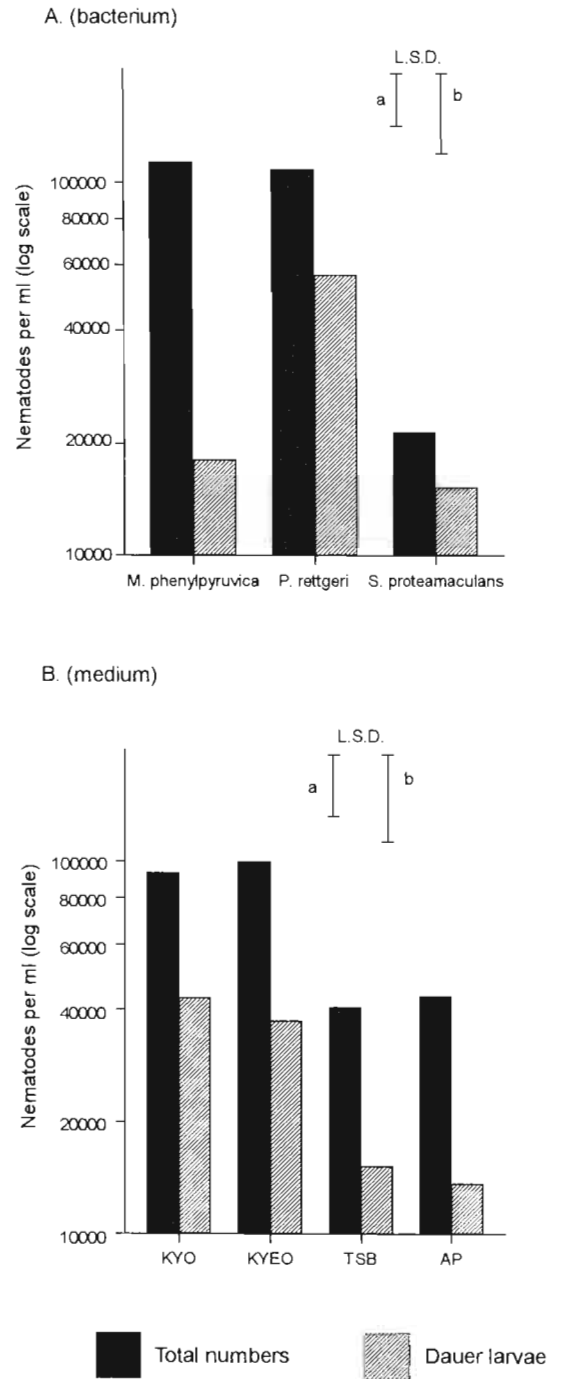 A. (bacterium)
L.S.D.
a
b
Nematodes per ml (log scale)
100000
80000
60000
40000
20000
10000
M. phenylpyruvica P. rettgeri S. proteamaculans
B. (medium)
L.S.D.
a
b
Nematodes per ml (log scale)
100000
80000
60000
40000
20000
10000
KYO KYEO TSB AP
Total numbers Dauer larvae